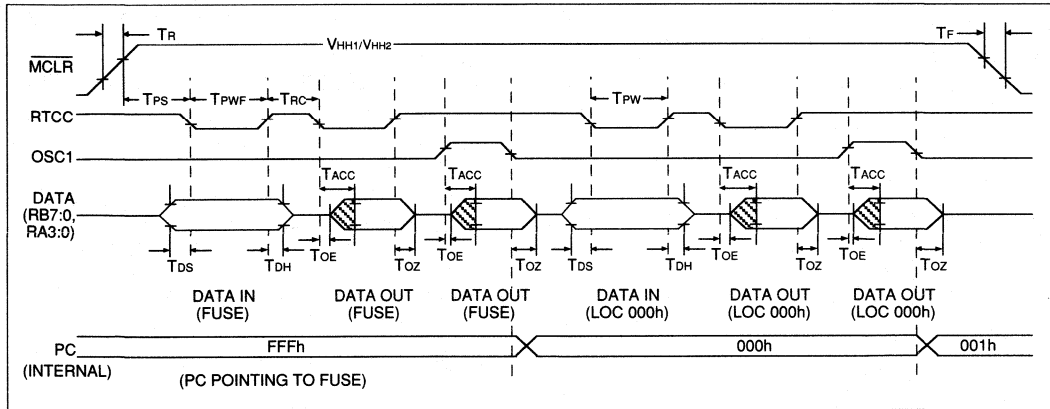 TR VHH1/VHH2 TF
MCLR
TPS TPWF TRC TPW
RTCC
OSC1
TACC TACC TACC TACC
DATA
(RB7:0,
RA3:0)
TDS TDH TOE TOZ TOE TOZ TDS TDH TOE TOZ TOE TOZ
DATA IN DATA OUT DATA OUT DATA IN DATA OUT DATA OUT
(FUSE) (FUSE) (FUSE) (LOC 000h) (LOC 000h) (LOC 000h)
PC FFFh 000h 001h
(INTERNAL)
(PC POINTING TO FUSE)